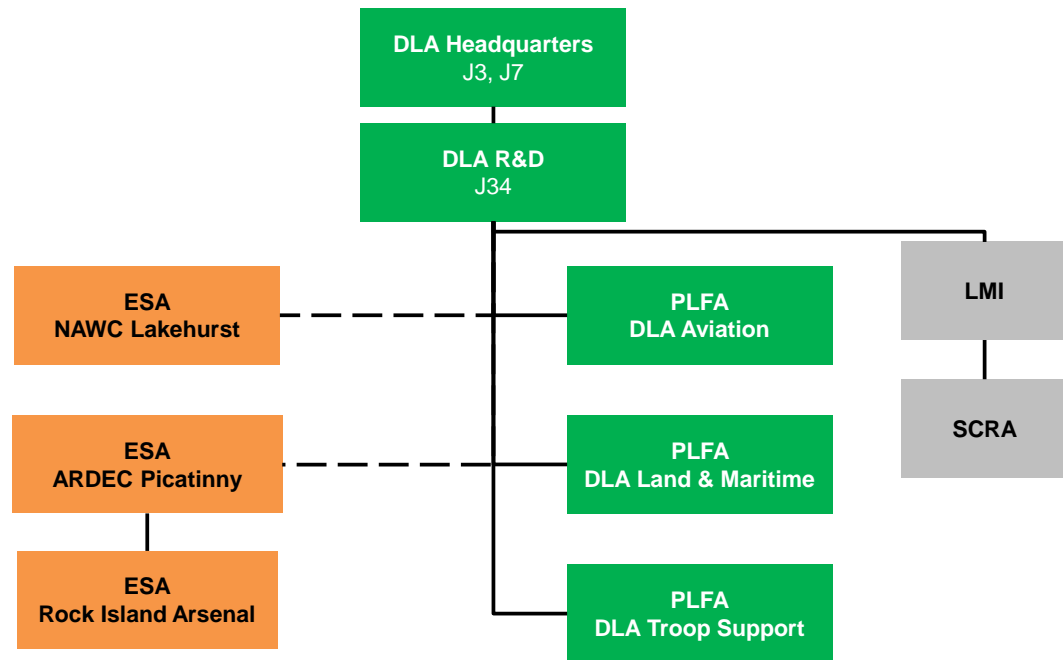 DLA Headquarters
J3, J7
DLA R&D
J34
LMI
ESA
NAWC Lakehurst
PLFA
DLA Aviation
SCRA
ESA
ARDEC Picatinny
PLFA
DLA Land & Maritime
ESA
Rock Island Arsenal
PLFA
DLA Troop Support